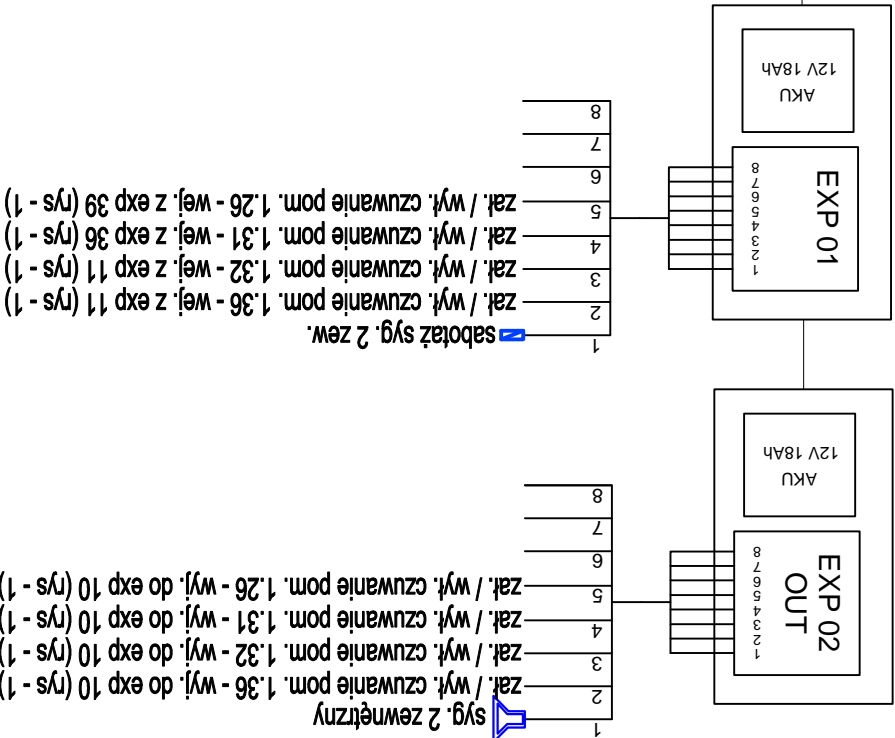 EXP 02
OUT
1
2
3
4
5
6
7
8
AKU
12V 18Ah
1 syg. 2 zewnętrzny
2 zał. / wył. czuwanie pom. 1.36 - wyj. do exp 10 (rys - 1)
3 zał. / wył. czuwanie pom. 1.32 - wyj. do exp 10 (rys - 1)
4 zał. / wył. czuwanie pom. 1.31 - wyj. do exp 10 (rys - 1)
5 zał. / wył. czuwanie pom. 1.26 - wyj. do exp 10 (rys - 1)
6
7
8
EXP 01
1
2
3
4
5
6
7
8
AKU
12V 18Ah
1 sabotaż syg. 2 zew.
2 zał. / wył. czuwanie pom. 1.36 - wej. z exp 11 (rys - 1)
3 zał. / wył. czuwanie pom. 1.32 - wej. z exp 11 (rys - 1)
4 zał. / wył. czuwanie pom. 1.31 - wej. z exp 36 (rys - 1)
5 zał. / wył. czuwanie pom. 1.26 - wej. z exp 39 (rys - 1)
6
7
8